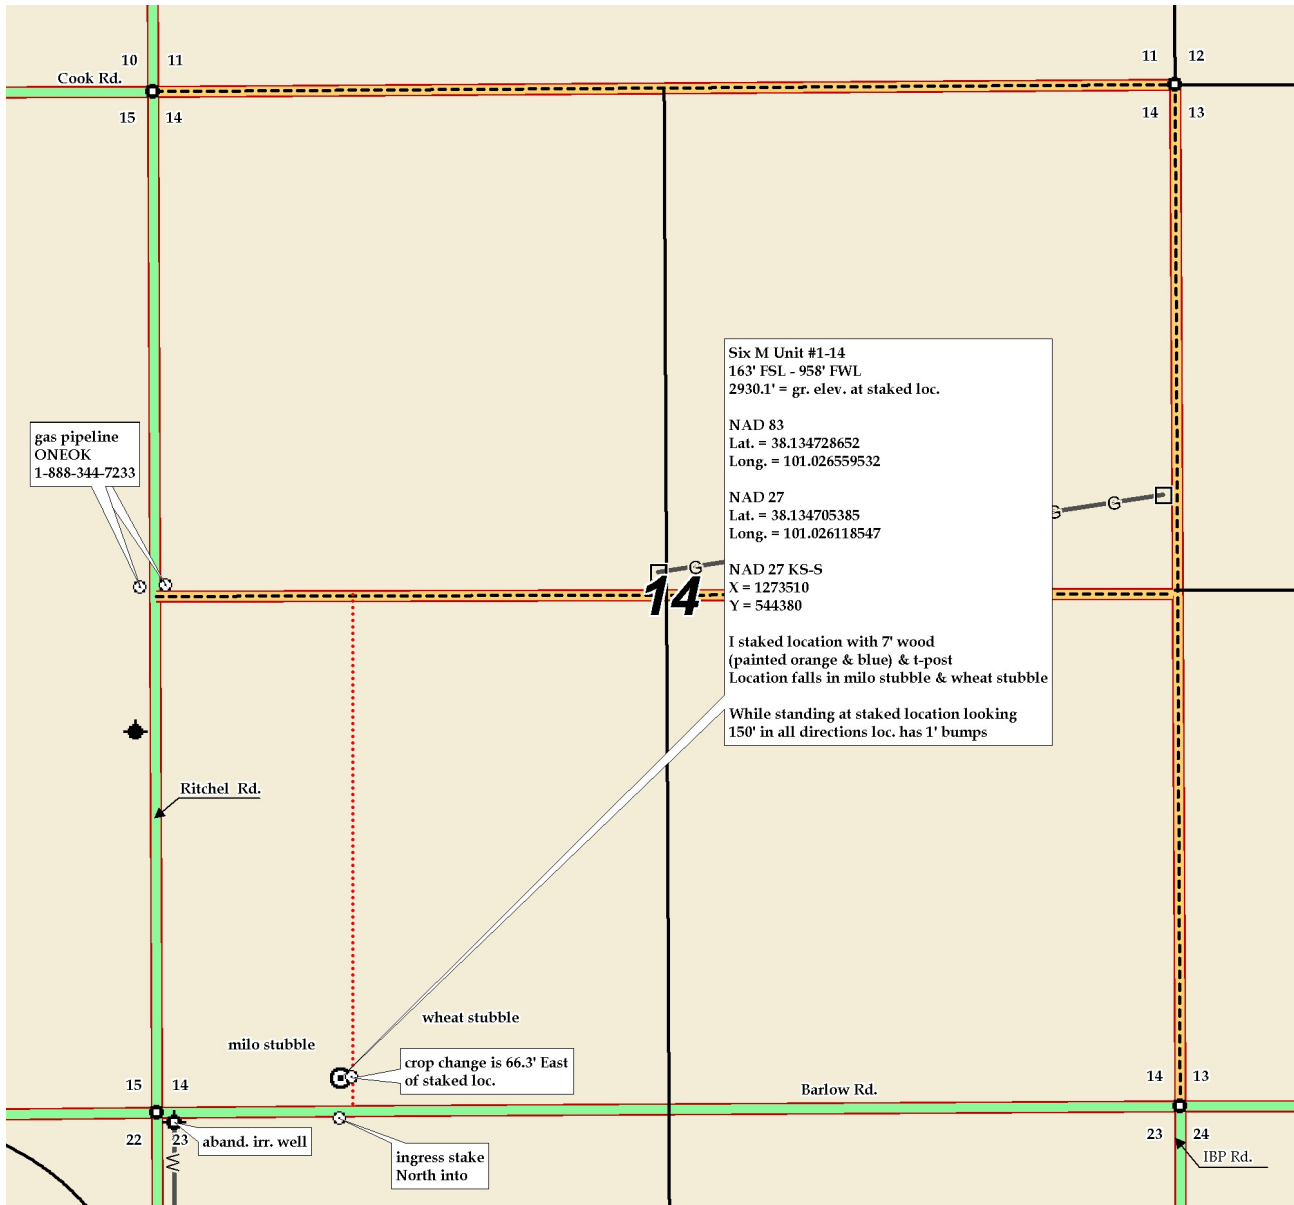 10 11
11 12
Cook Rd.
15 14
14 13
Six M Unit #1-14
163' FSL - 958' FWL
2930.1' = gr. elev. at staked loc.
NAD 83
Lat. = 38.134728652
Long. = 101.026559532
NAD 27
Lat. = 38.134705385
Long. = 101.026118547
NAD 27 KS-S
X = 1273510
Y = 544380
I staked location with 7' wood
(painted orange & blue) & t-post
Location falls in milo stubble & wheat stubble
While standing at staked location looking
150' in all directions loc. has 1' bumps
gas pipeline
ONEOK
1-888-344-7233
G
G
G
14
Ritchel Rd.
wheat stubble
milo stubble
crop change is 66.3' East
of staked loc.
15 14
14 13
Barlow Rd.
22 23
23 24
aband. irr. well
W
ingress stake
North into
IBP Rd.